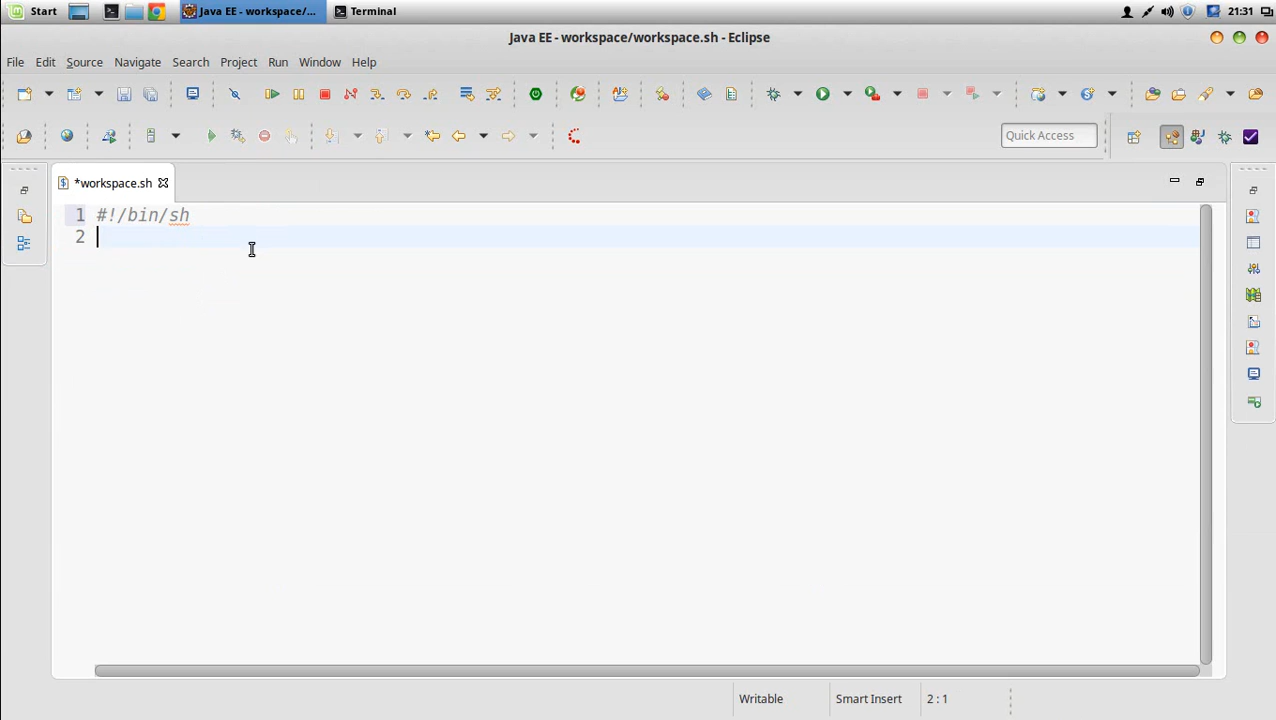 Start
Java EE - workspace/...
Terminal
21:31
Java EE - workspace/workspace.sh - Eclipse
File Edit Source Navigate Search Project Run Window Help
Quick Access
*workspace.sh
1 #!/bin/sh
2
Writable Smart Insert 2 : 1